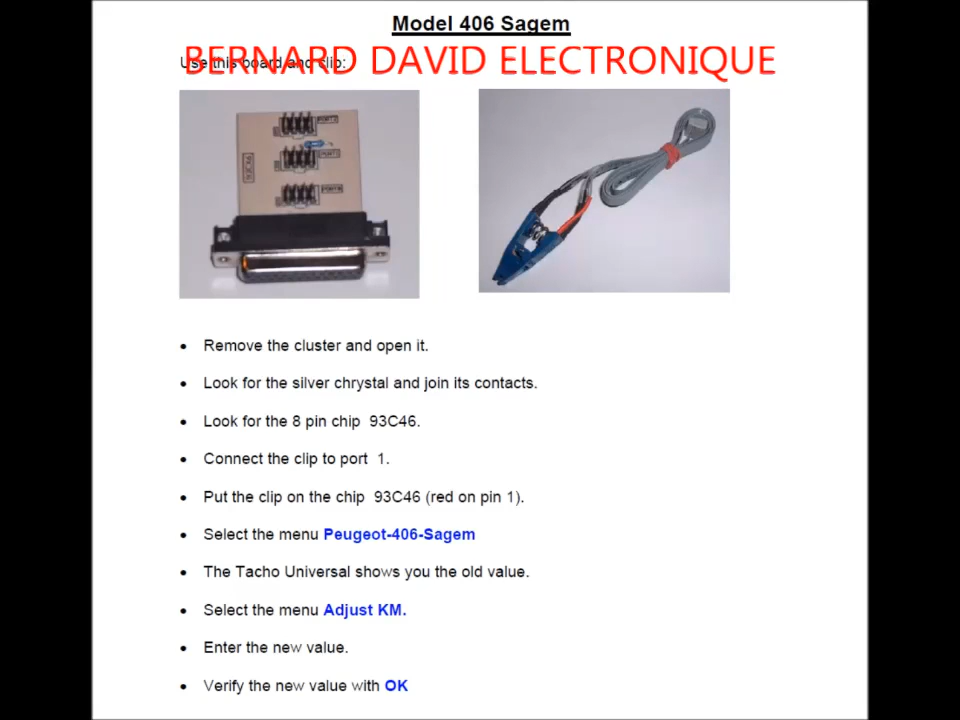 Model 406 Sagem
Use this board and clip:
BERNARD DAVID ELECTRONIQUE
PORT2
PORT1
93CX6
PORT0
Remove the cluster and open it.
Look for the silver chrystal and join its contacts.
Look for the 8 pin chip 93C46.
Connect the clip to port 1.
Put the clip on the chip 93C46 (red on pin 1).
Select the menu Peugeot-406-Sagem
The Tacho Universal shows you the old value.
Select the menu Adjust KM.
Enter the new value.
Verify the new value with OK